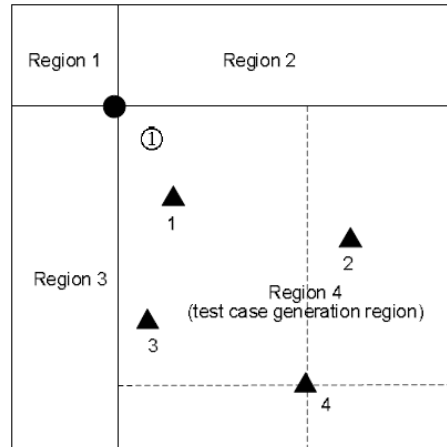 Region 1
Region 2
①
1
2
Region 3
Region 4
(test case generation region)
3
4